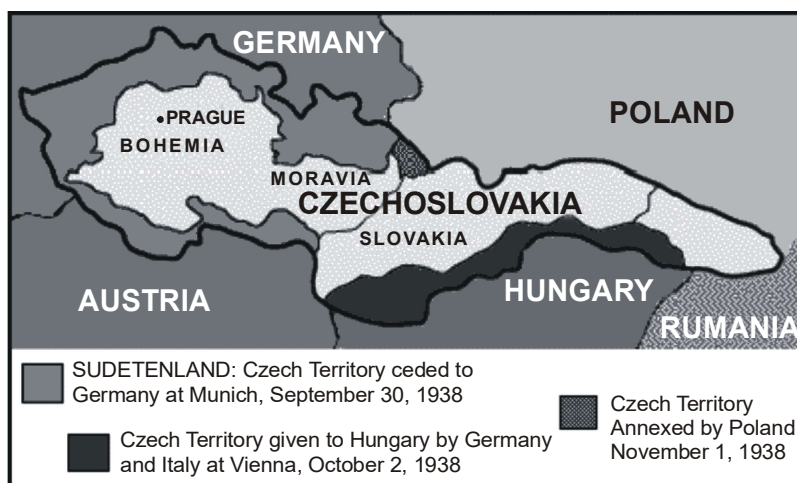 GERMANY
POLAND
•PRAGUE
BOHEMIA
MORAVIA
CZECHOSLOVAKIA
SLOVAKIA
AUSTRIA
HUNGARY
RUMANIA
SUDETENLAND: Czech Territory ceded to
Germany at Munich, September 30, 1938
Czech Territory given to Hungary by Germany
and Italy at Vienna, October 2, 1938
Czech Territory
Annexed by Poland
November 1, 1938